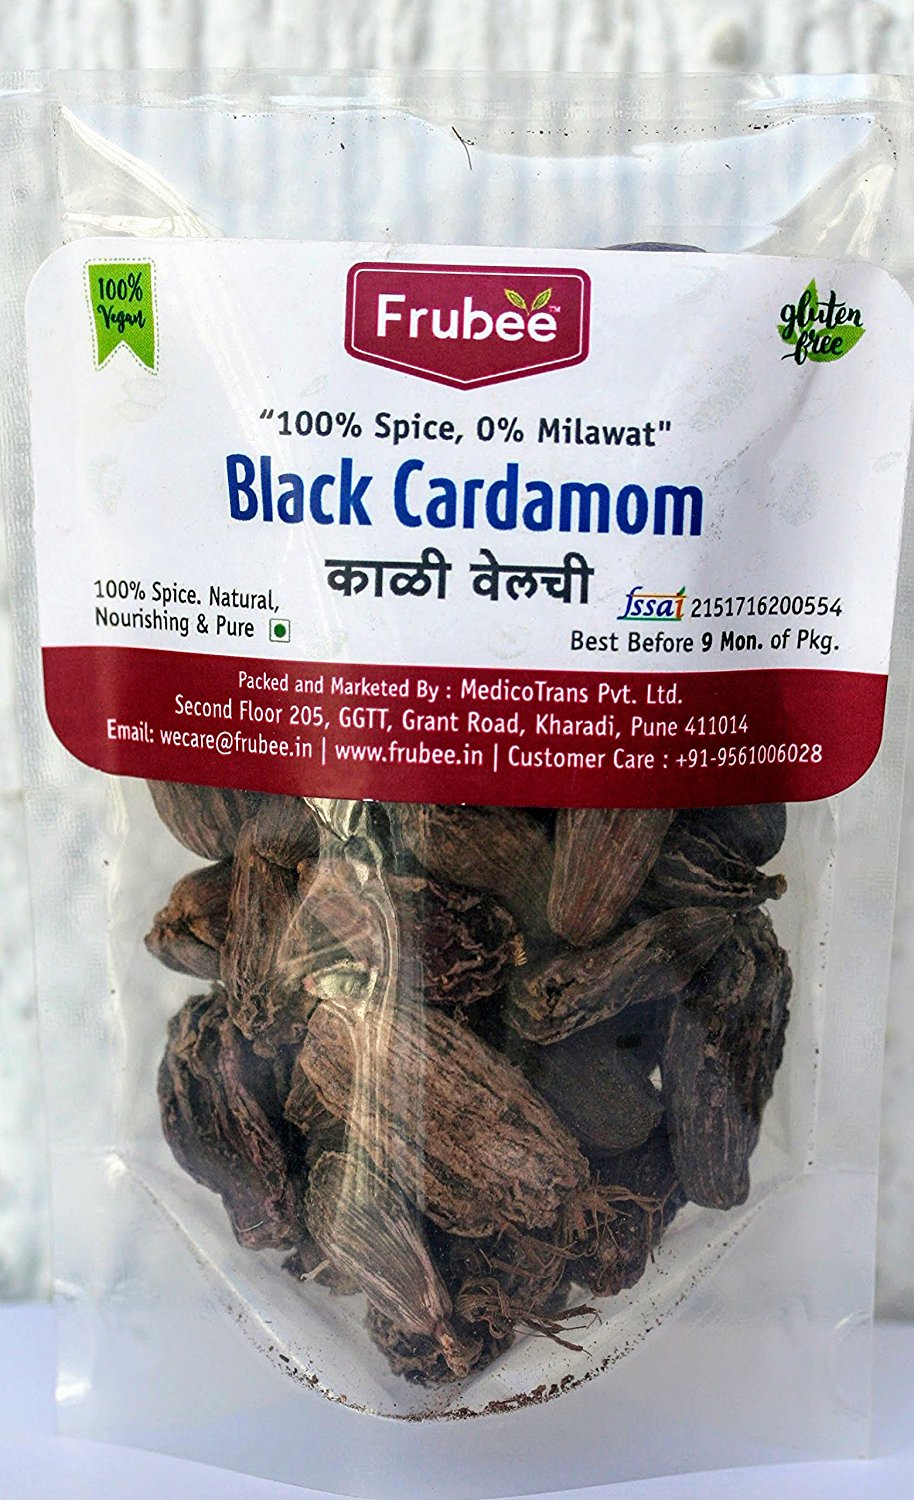 100%
Vegan
Frubee™
gluten
free
"100% Spice, 0% Milawat"
Black Cardamom
काळी वेलची
100% Spice. Natural,
Nourishing & Pure
fssai 2151716200554
Best Before 9 Mon. of Pkg.
Packed and Marketed By : MedicoTrans Pvt. Ltd.
Second Floor 205, GGTT, Grant Road, Kharadi, Pune 411014
Email: wecare@frubee.in | www.frubee.in | Customer Care : +91-9561006028